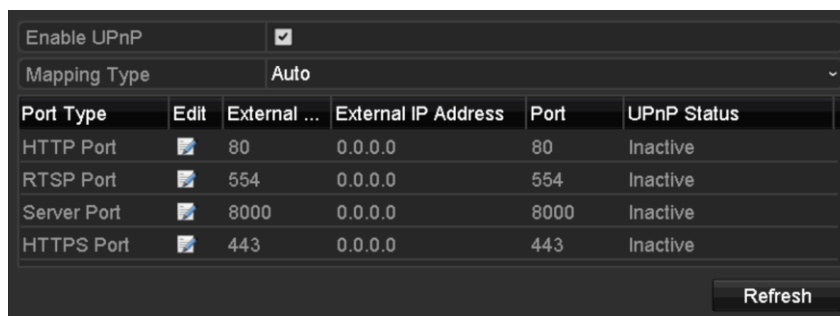 Enable UPnP
Mapping Type Auto
Port Type Edit External ... External IP Address Port UPnP Status
HTTP Port 80 0.0.0.0 80 Inactive
RTSP Port 554 0.0.0.0 554 Inactive
Server Port 8000 0.0.0.0 8000 Inactive
HTTPS Port 443 0.0.0.0 443 Inactive
Refresh